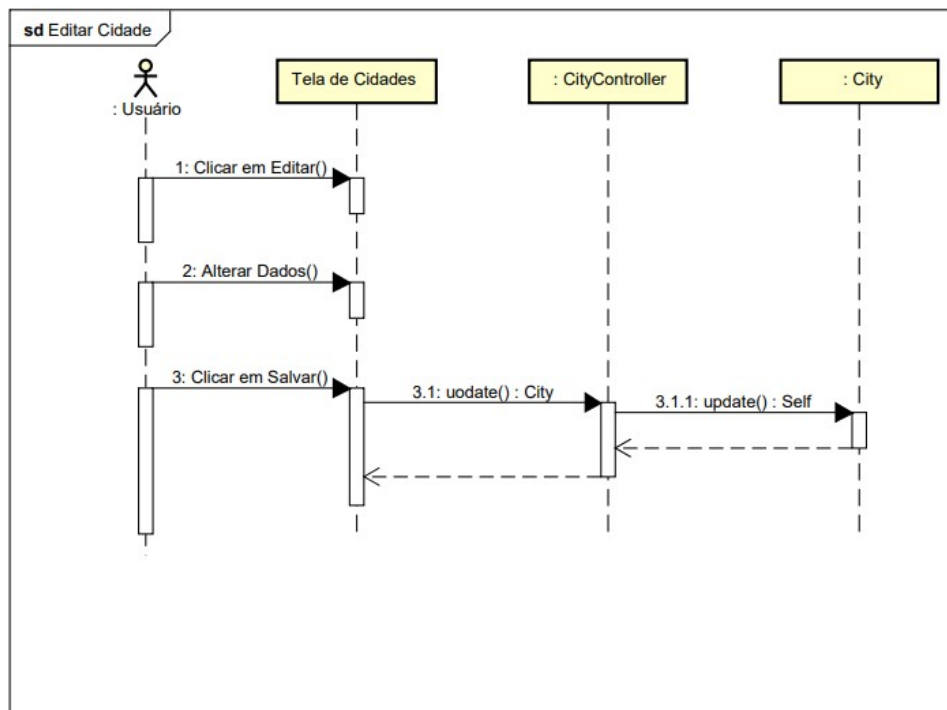 sd Editar Cidade
: Usuário
Tela de Cidades
: CityController
: City
1: Clicar em Editar()
2: Alterar Dados()
3: Clicar em Salvar()
3.1: uodate() : City
3.1.1: update() : Self